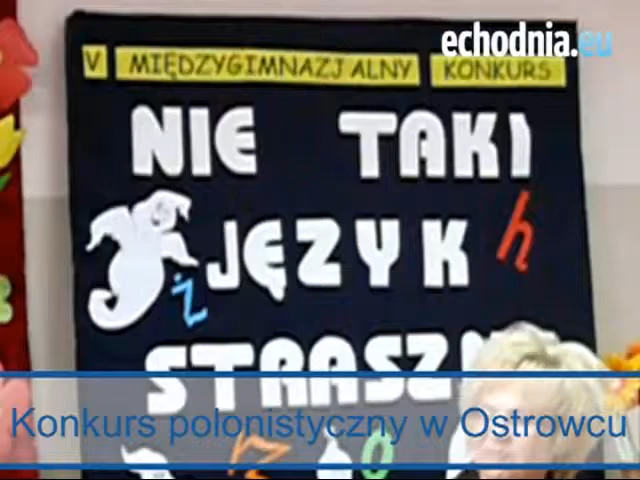 echodnia.eu
V MIĘDZYGIMNAZJALNY KONKURS
NIE TAKI
JĘZYK h
ż
Konkurs polonistyczny w Ostrowcu